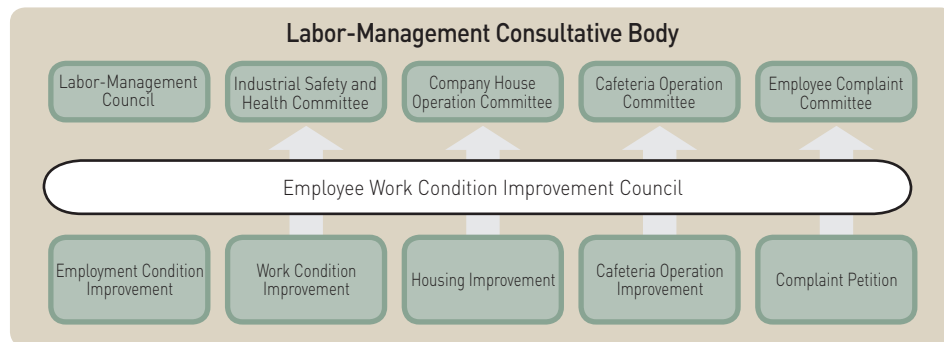 Labor-Management Consultative Body
Labor-Management
Council
Industrial Safety and
Health Committee
Company House
Operation Committee
Cafeteria Operation
Committee
Employee Complaint
Committee
Employee Work Condition Improvement Council
Employment Condition
Improvement
Work Condition
Improvement
Housing Improvement
Cafeteria Operation
Improvement
Complaint Petition